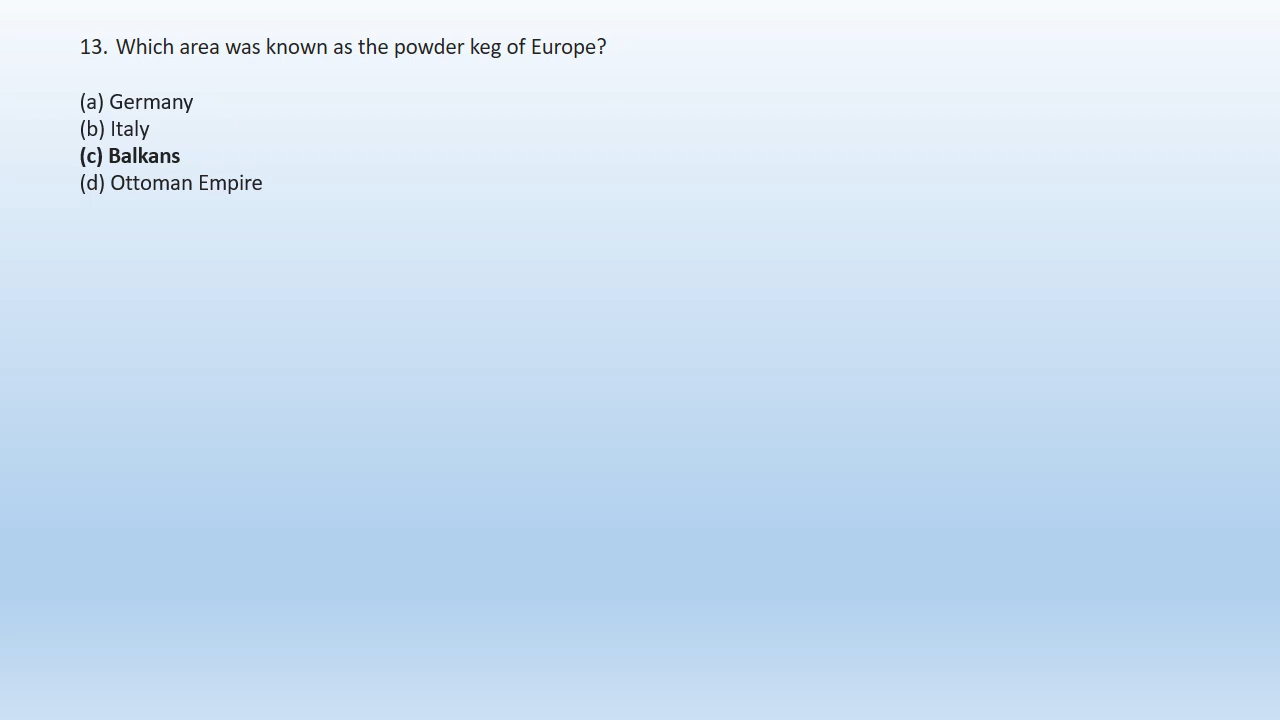 13. Which area was known as the powder keg of Europe?
(a) Germany
(b) Italy
(c) Balkans
(d) Ottoman Empire